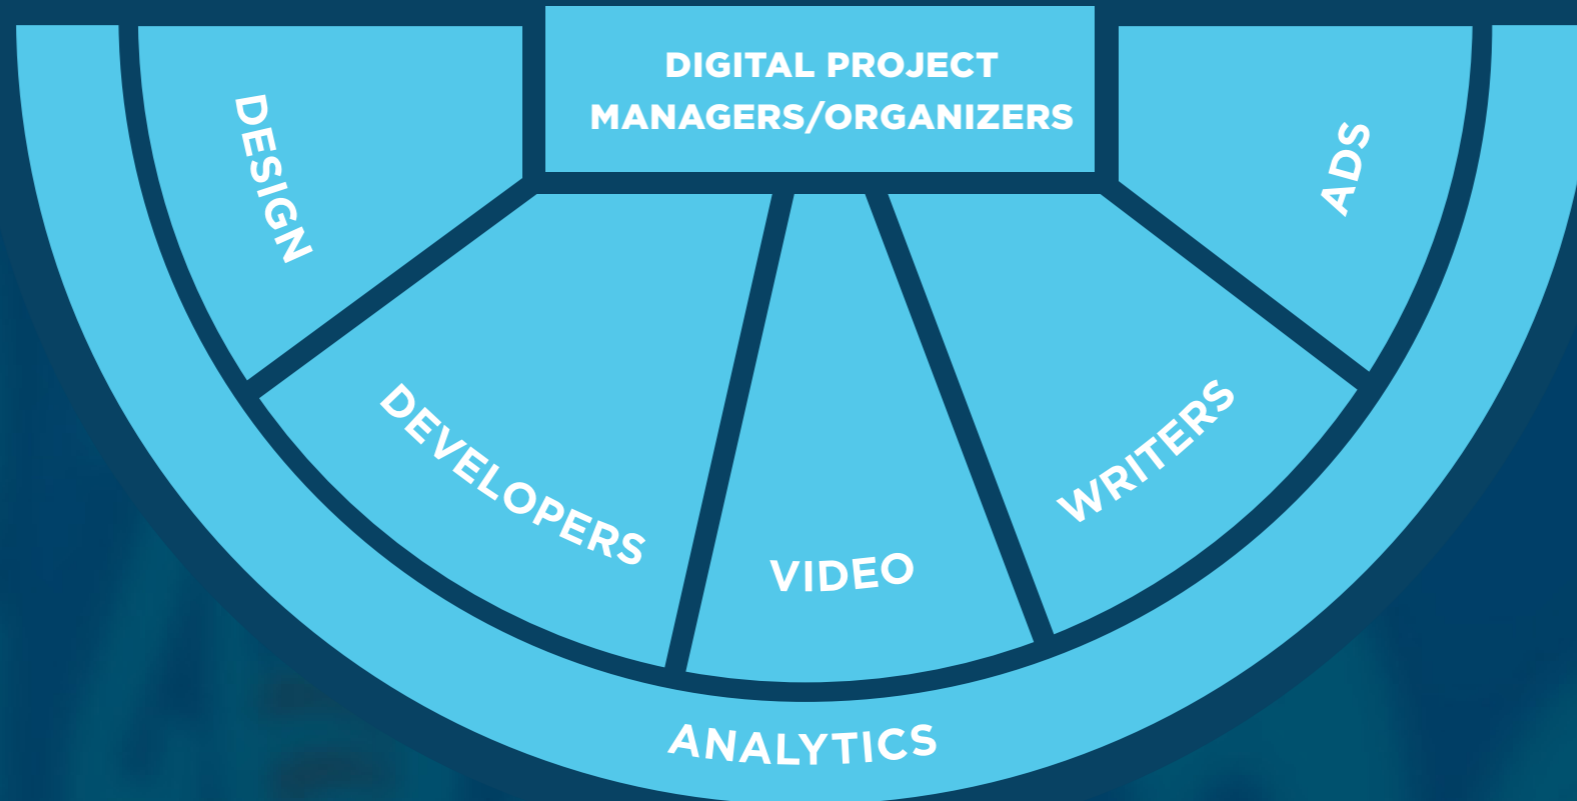 DIGITAL PROJECT
MANAGERS/ORGANIZERS
DESIGN
DEVELOPERS
VIDEO
WRITERS
ADS
ANALYTICS